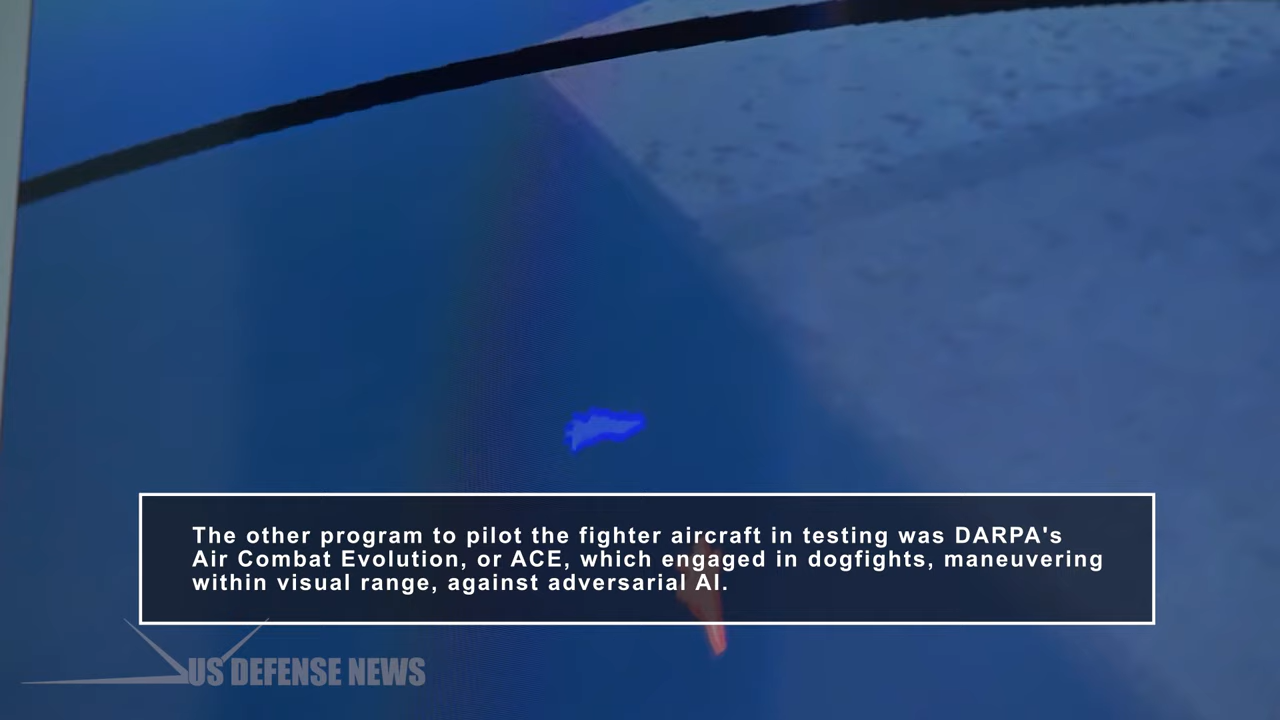 The other program to pilot the fighter aircraft in testing was DARPA's
Air Combat Evolution, or ACE, which engaged in dogfights, maneuvering
within visual range, against adversarial AI.
US DEFENSE NEWS